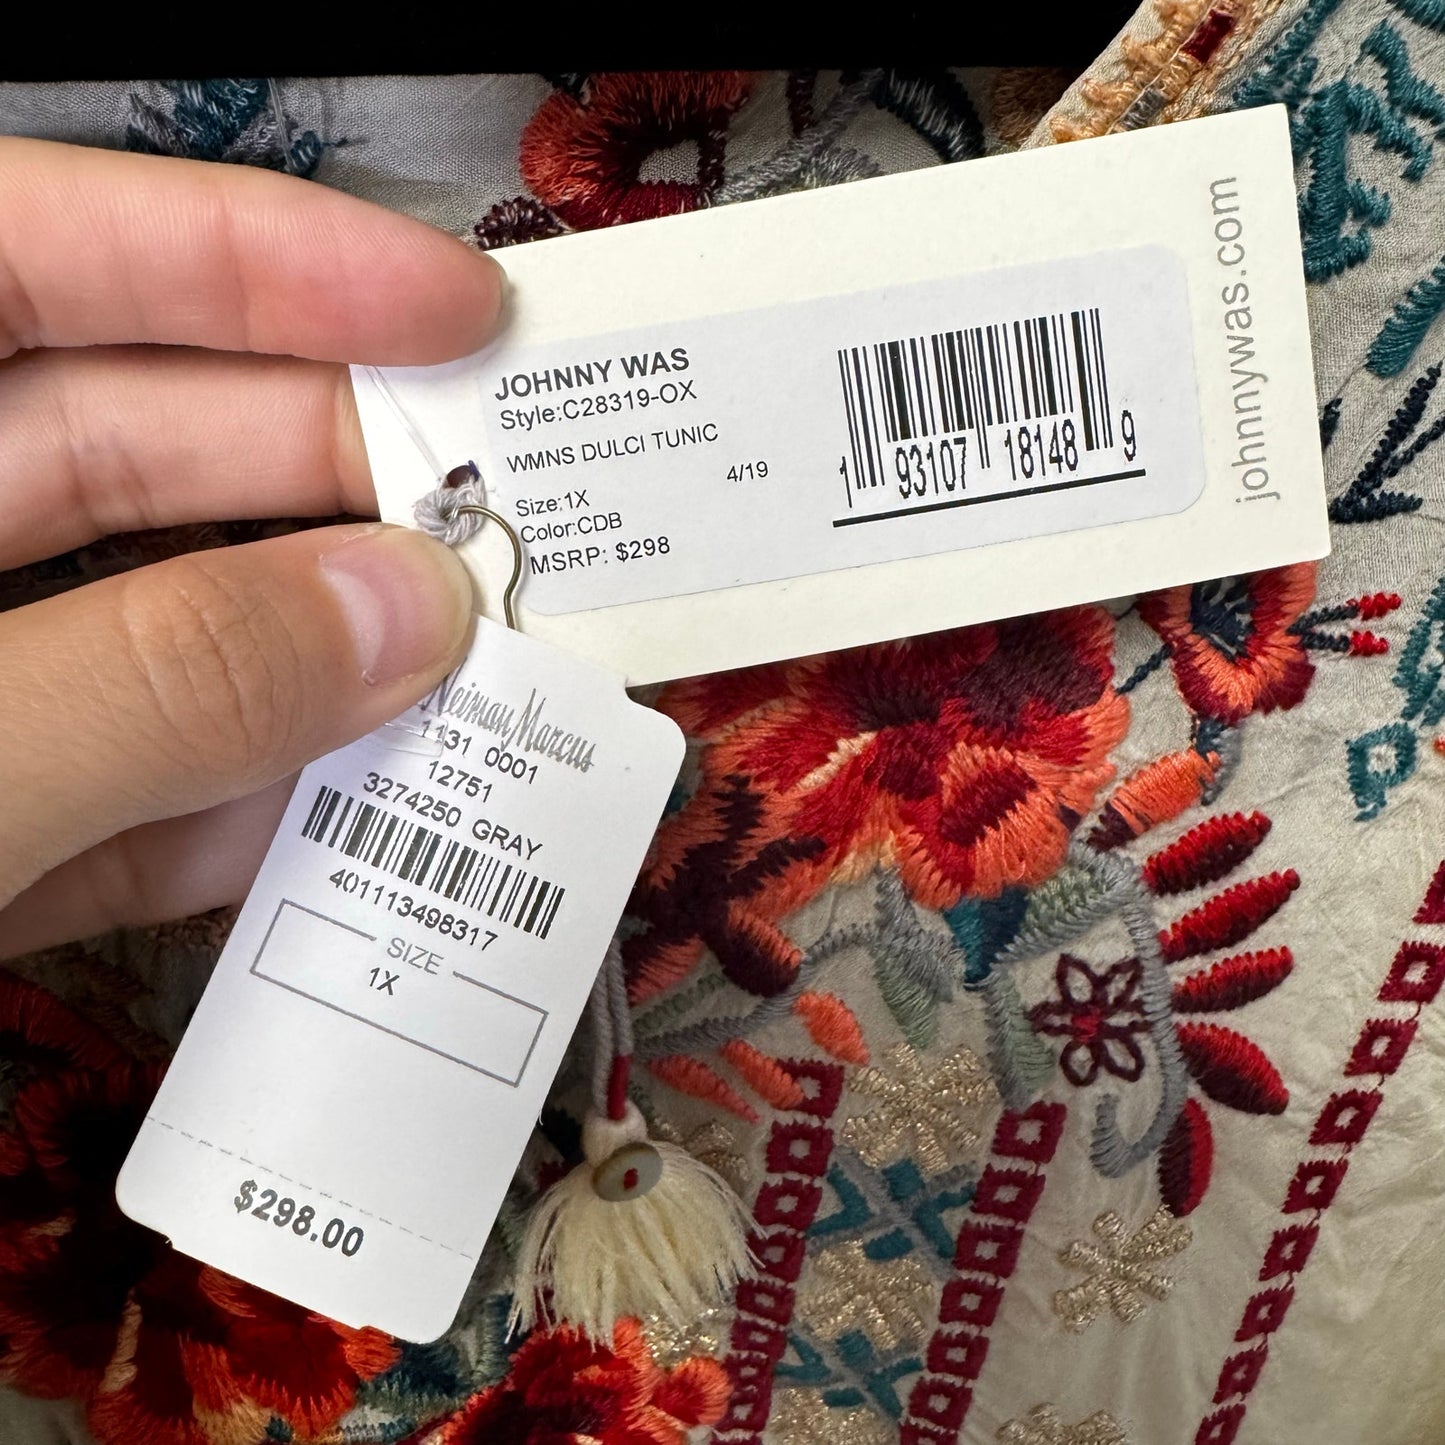 JOHNNY WAS
Style:C28319-OX
WMNS DULCI TUNIC
4/19
Size:1X
Color:CDB
MSRP: $298
1 93107 18148 9
johnnywas.com
Neiman Marcus
1131 0001
12751
3274250 GRAY
401113498317
SIZE
1X
$298.00